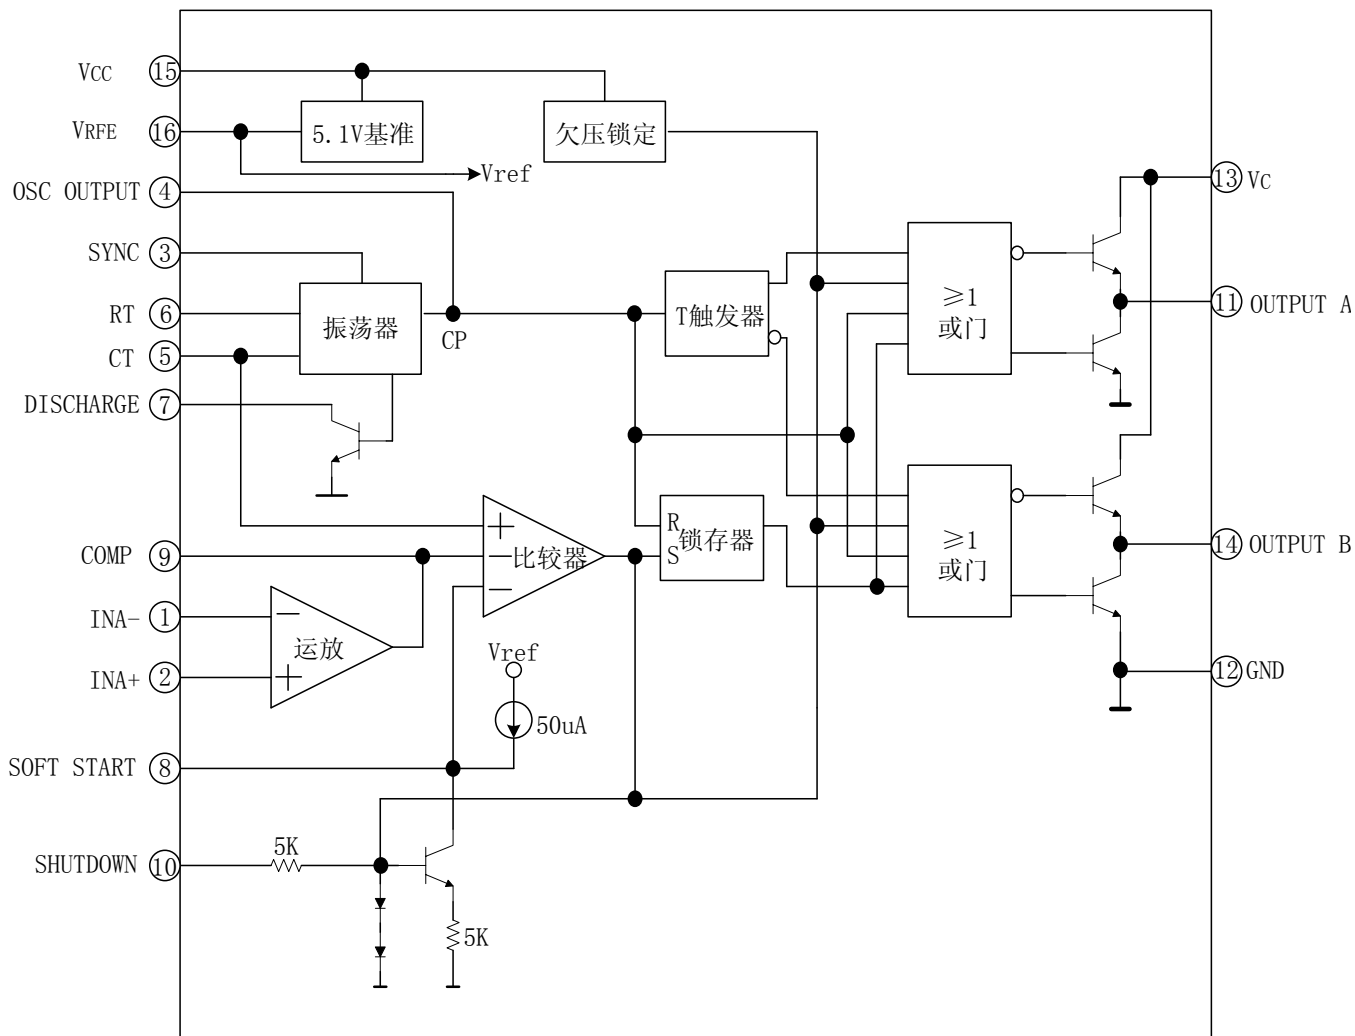 VCC 15
VRFE 16
5.1V基准
欠压锁定
Vref
OSC OUTPUT 4
13 VC
SYNC 3
RT 6
振荡器
CP
T触发器
≥1
或门
11 OUTPUT A
CT 5
DISCHARGE 7
COMP 9
+
−
−
比较器
R
S
锁存器
≥1
或门
14 OUTPUT B
INA− 1
−
运放
+
INA+ 2
12 GND
Vref
50uA
SOFT START 8
SHUTDOWN 10
5K
5K